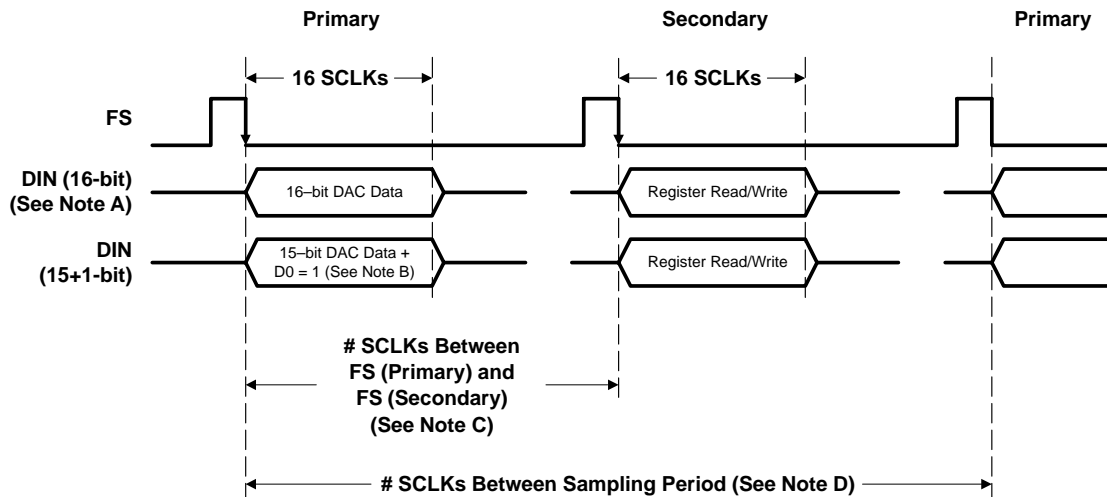 Primary
Secondary
Primary
16 SCLKs
16 SCLKs
FS
DIN (16-bit)
(See Note A)
16–bit DAC Data
Register Read/Write
DIN
(15+1-bit)
15–bit DAC Data +
D0 = 1 (See Note B)
Register Read/Write
# SCLKs Between
FS (Primary) and
FS (Secondary)
(See Note C)
# SCLKs Between Sampling Period (See Note D)